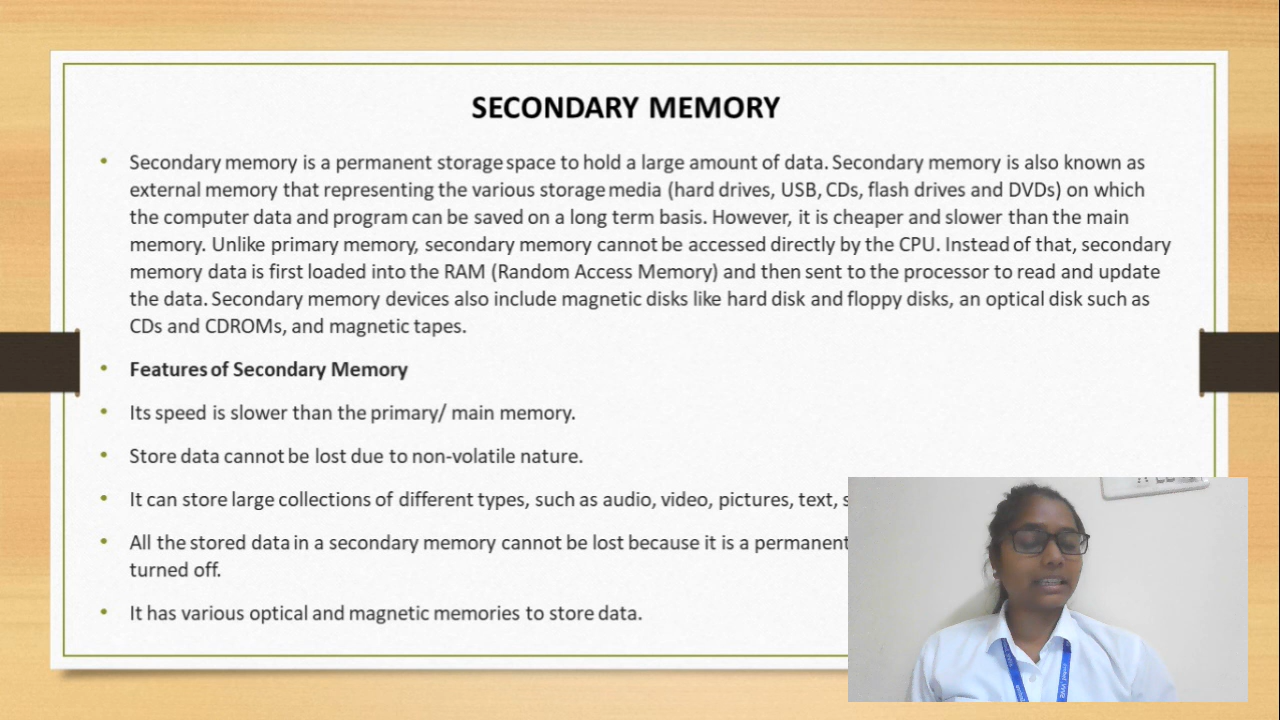 SECONDARY MEMORY
• Secondary memory is a permanent storage space to hold a large amount of data. Secondary memory is also known as
external memory that representing the various storage media (hard drives, USB, CDs, flash drives and DVDs) on which
the computer data and program can be saved on a long term basis. However, it is cheaper and slower than the main
memory. Unlike primary memory, secondary memory cannot be accessed directly by the CPU. Instead of that, secondary
memory data is first loaded into the RAM (Random Access Memory) and then sent to the processor to read and update
the data. Secondary memory devices also include magnetic disks like hard disk and floppy disks, an optical disk such as
CDs and CDROMs, and magnetic tapes.
• Features of Secondary Memory
• Its speed is slower than the primary/ main memory.
• Store data cannot be lost due to non-volatile nature.
• It can store large collections of different types, such as audio, video, pictures, text,
• All the stored data in a secondary memory cannot be lost because it is a permanent
turned off.
• It has various optical and magnetic memories to store data.